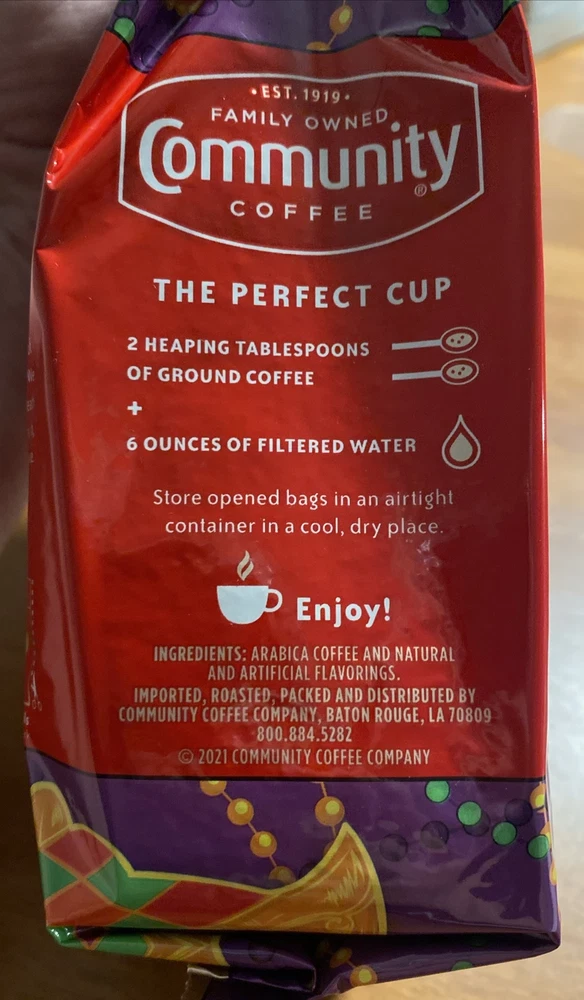 • EST. 1919 •
FAMILY OWNED
Community®
COFFEE
THE PERFECT CUP
2 HEAPING TABLESPOONS
OF GROUND COFFEE
+
6 OUNCES OF FILTERED WATER
Store opened bags in an airtight
container in a cool, dry place.
Enjoy!
INGREDIENTS: ARABICA COFFEE AND NATURAL
AND ARTIFICIAL FLAVORINGS.
IMPORTED, ROASTED, PACKED AND DISTRIBUTED BY
COMMUNITY COFFEE COMPANY, BATON ROUGE, LA 70809
800.884.5282
© 2021 COMMUNITY COFFEE COMPANY